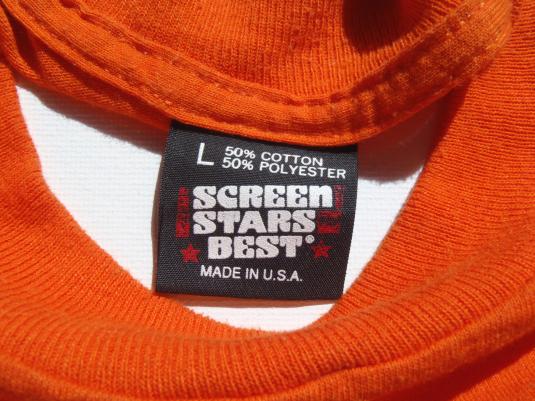 L 50% COTTON
50% POLYESTER
SCREEN
STARS
BEST®
MADE IN U.S.A.